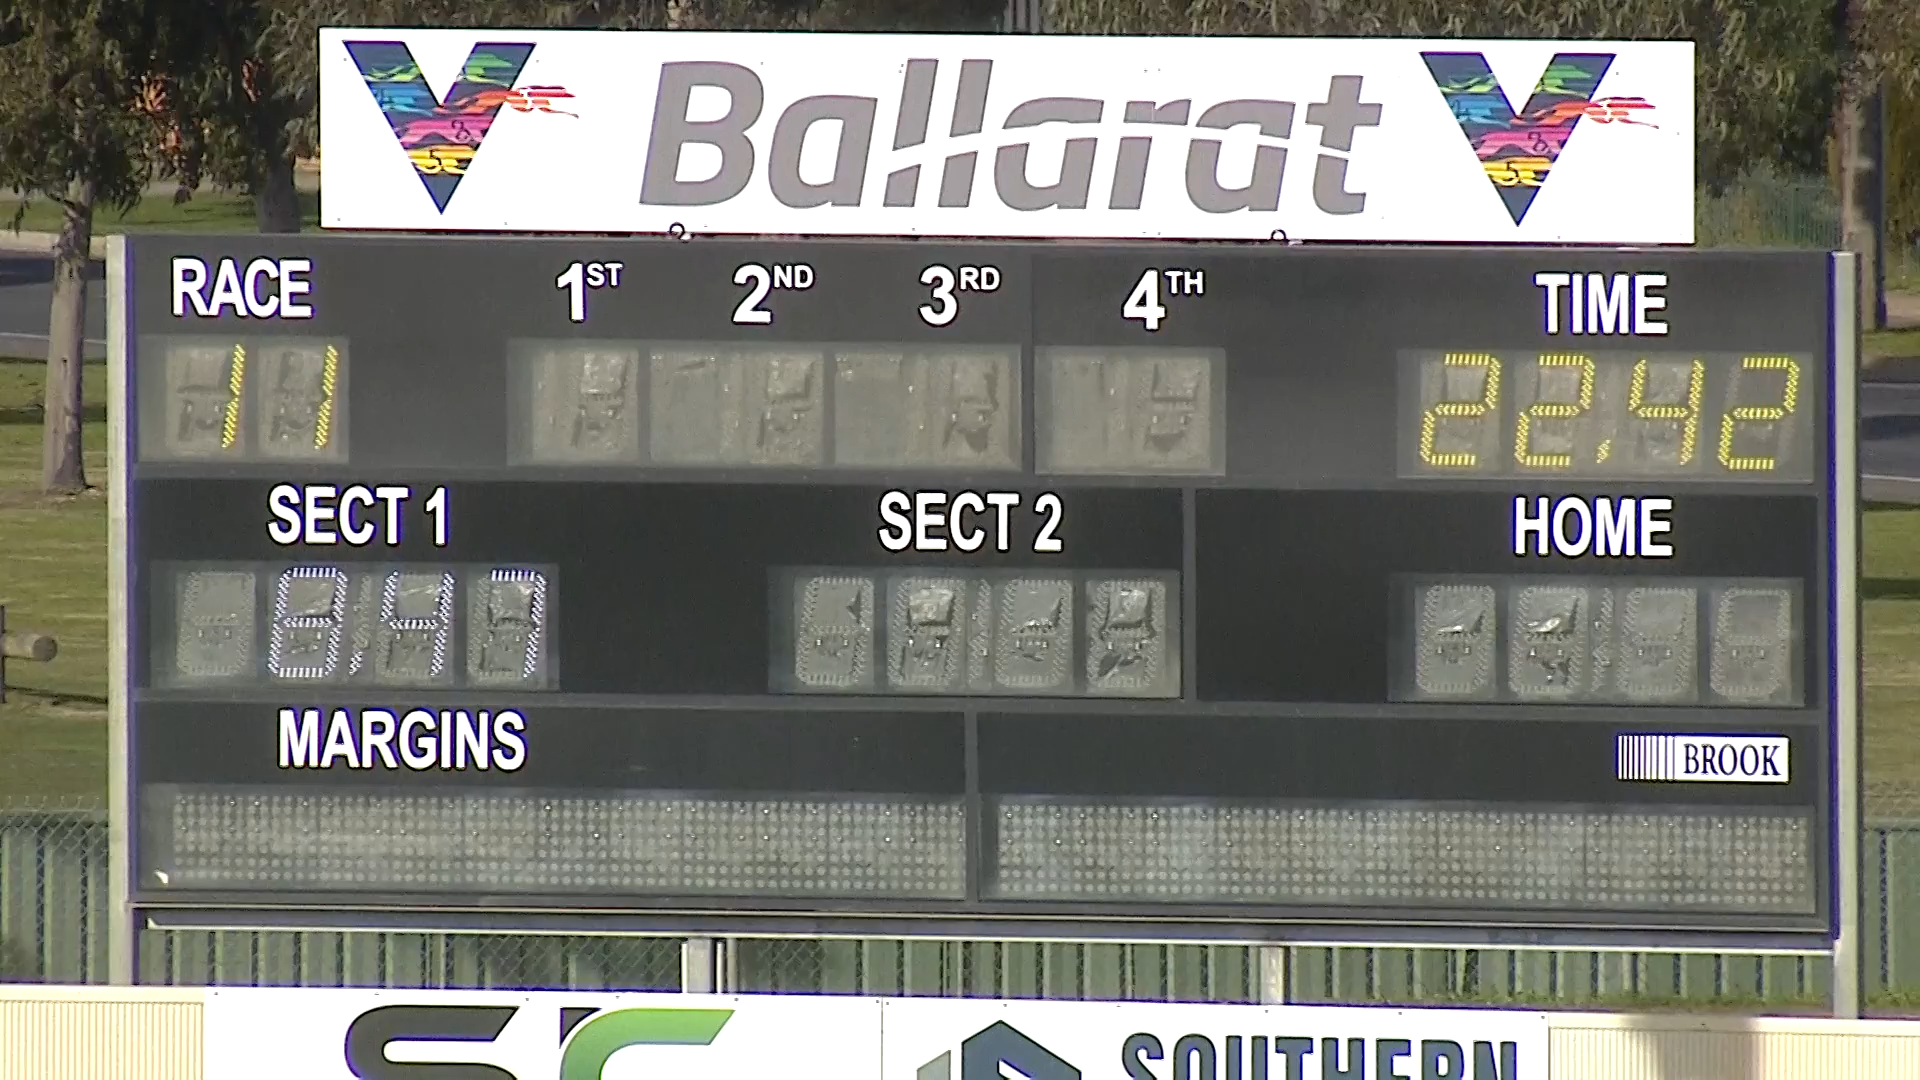 Ballarat
RACE 1ST 2ND 3RD 4TH TIME
11 22.42
SECT 1 SECT 2 HOME
8.47
MARGINS
BROOK
SOUTHERN